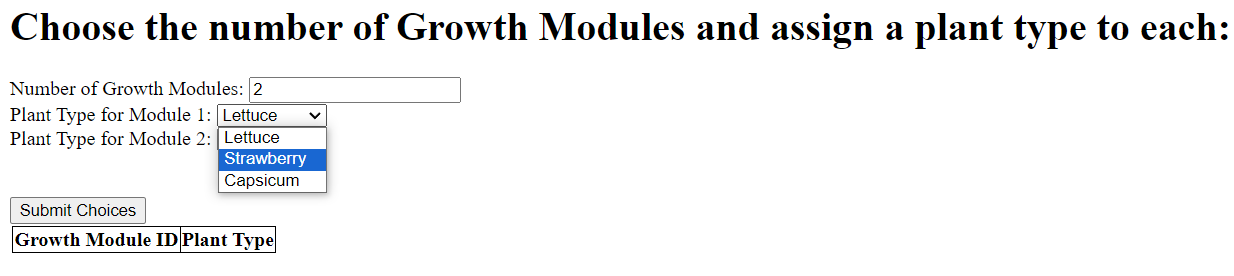 Choose the number of Growth Modules and assign a plant type to each:
Number of Growth Modules: 2
Plant Type for Module 1: Lettuce
Plant Type for Module 2:
Lettuce
Strawberry
Capsicum
Submit Choices
Growth Module ID Plant Type